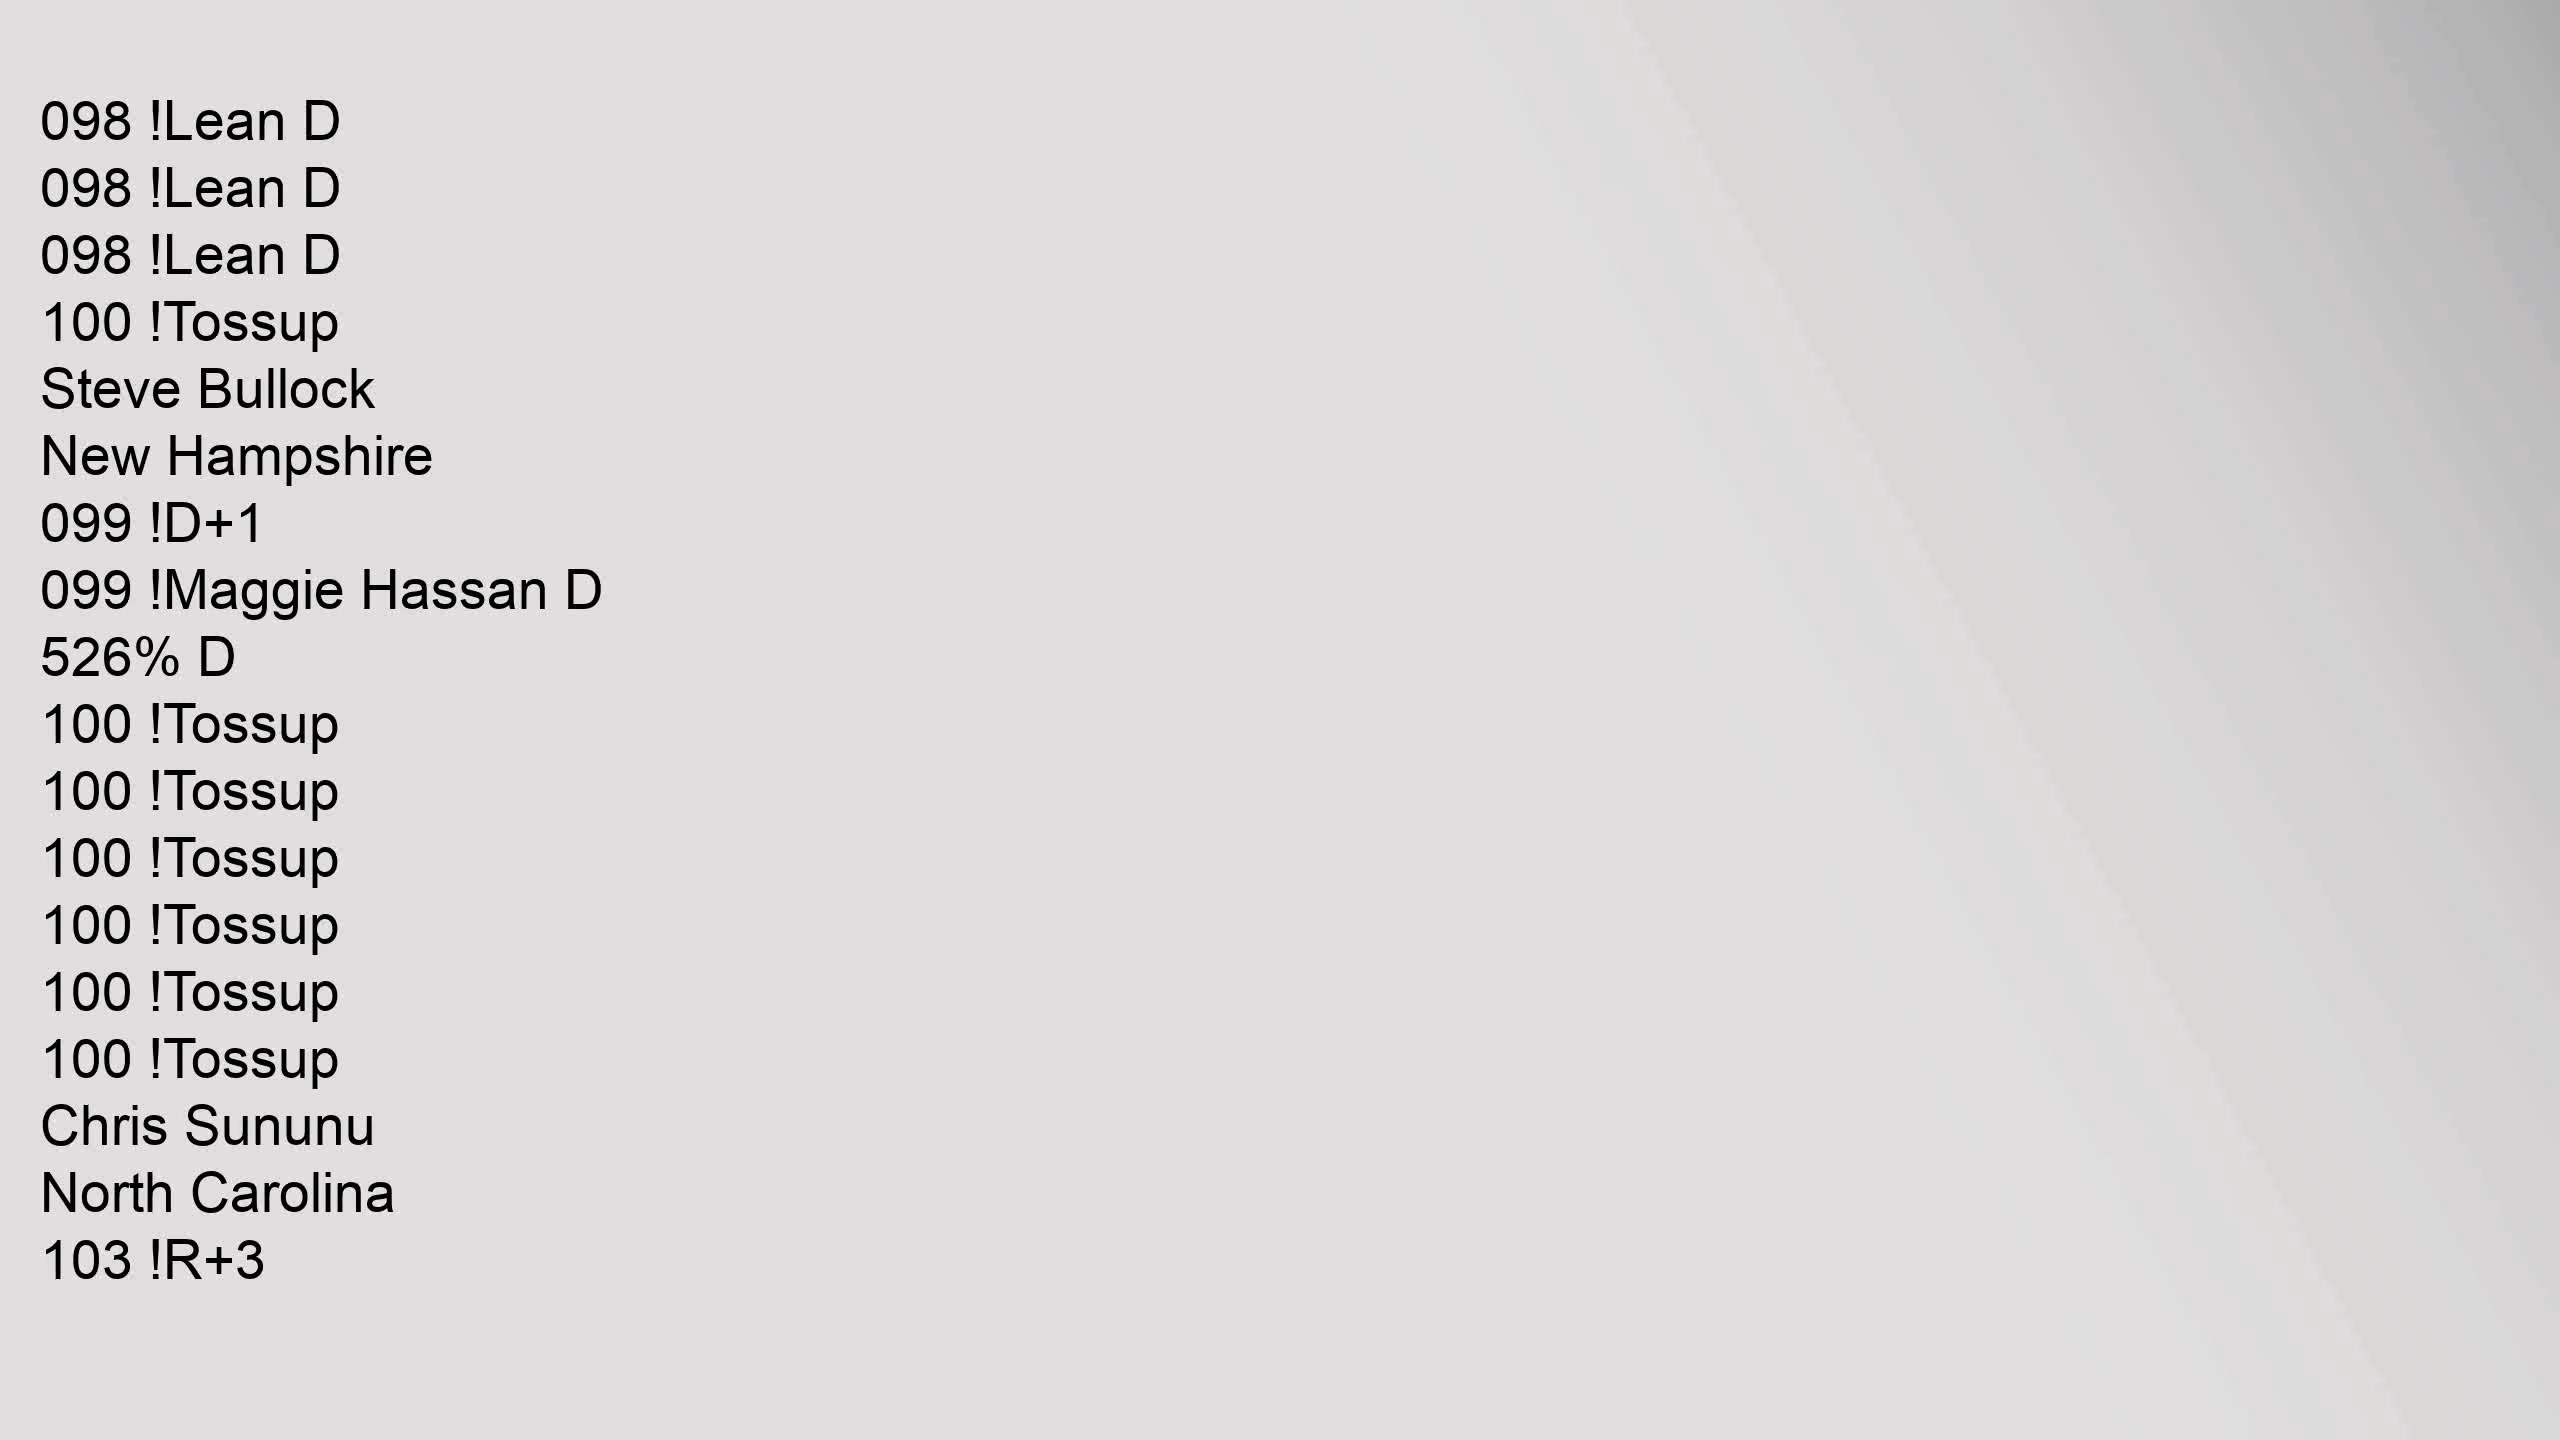 098 !Lean D
098 !Lean D
098 !Lean D
100 !Tossup
Steve Bullock
New Hampshire
099 !D+1
099 !Maggie Hassan D
526% D
100 !Tossup
100 !Tossup
100 !Tossup
100 !Tossup
100 !Tossup
100 !Tossup
Chris Sununu
North Carolina
103 !R+3